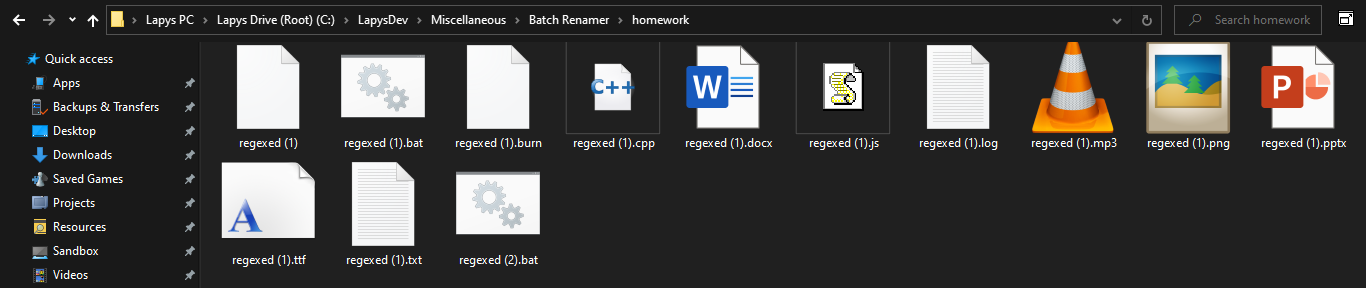 Lapys PC > Lapys Drive (Root) (C:) > LapysDev > Miscellaneous > Batch Renamer > homework
Search homework
Quick access
Apps
Backups & Transfers
Desktop
Downloads
Saved Games
Projects
Resources
Sandbox
Videos
C++
W
P
regexed (1)
regexed (1).bat
regexed (1).burn
regexed (1).cpp
regexed (1).docx
regexed (1).js
regexed (1).log
regexed (1).mp3
regexed (1).png
regexed (1).pptx
A
regexed (1).ttf
regexed (1).txt
regexed (2).bat